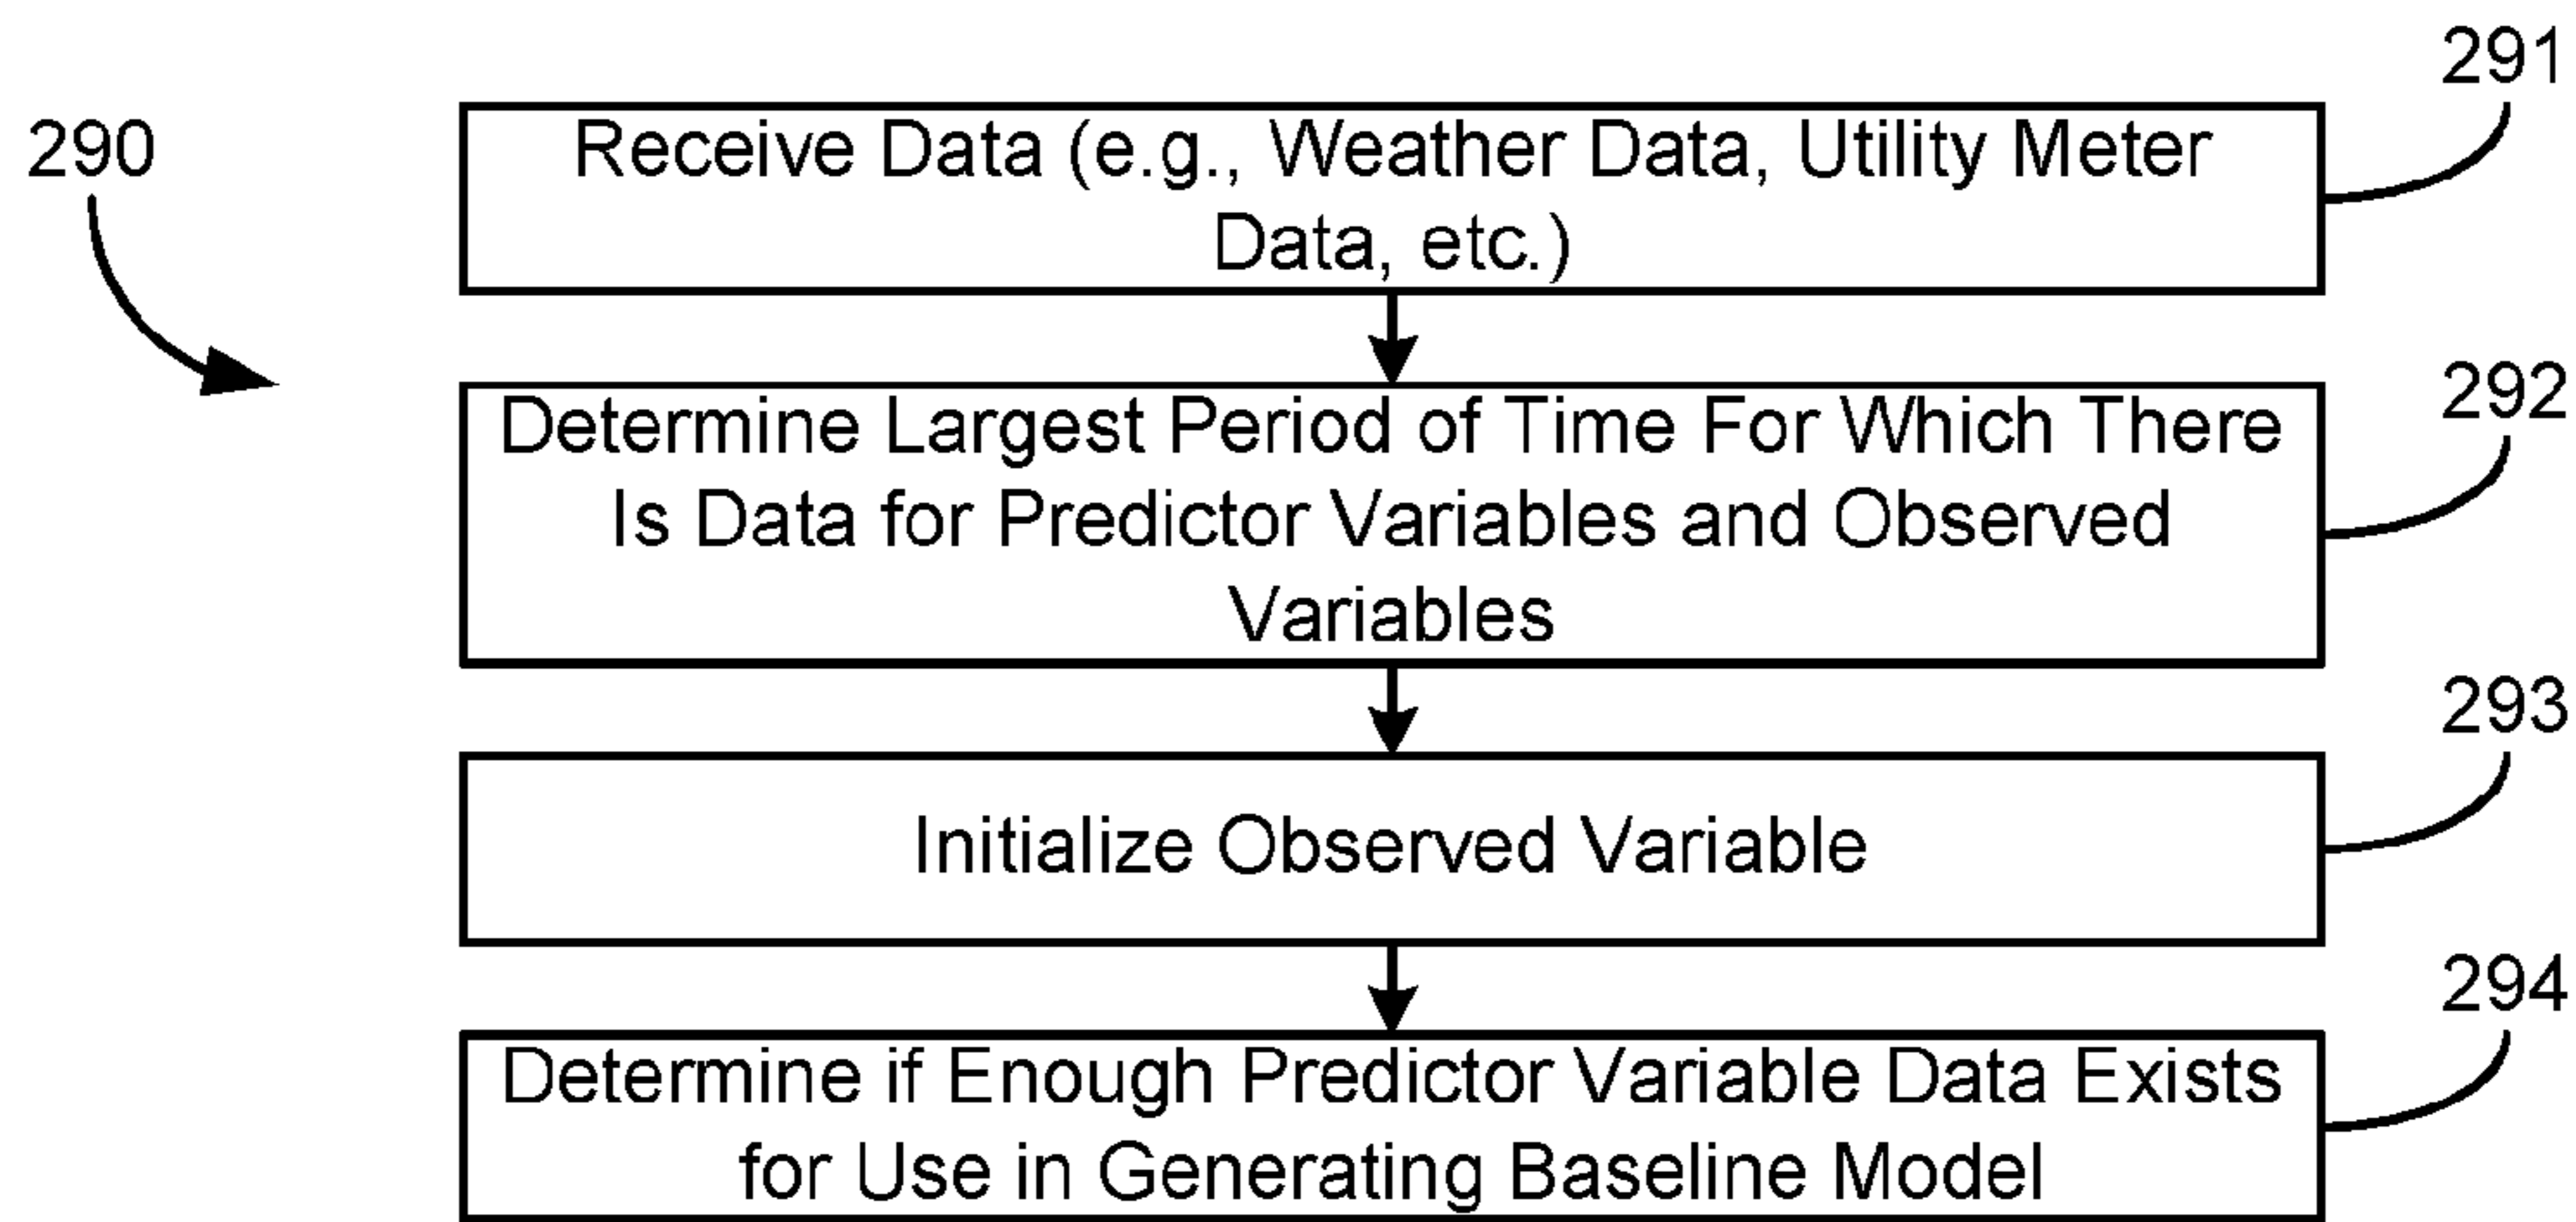 291
290
Receive Data (e.g., Weather Data, Utility Meter
Data, etc.)
292
Determine Largest Period of Time For Which There
Is Data for Predictor Variables and Observed
Variables
293
Initialize Observed Variable
294
Determine if Enough Predictor Variable Data Exists
for Use in Generating Baseline Model